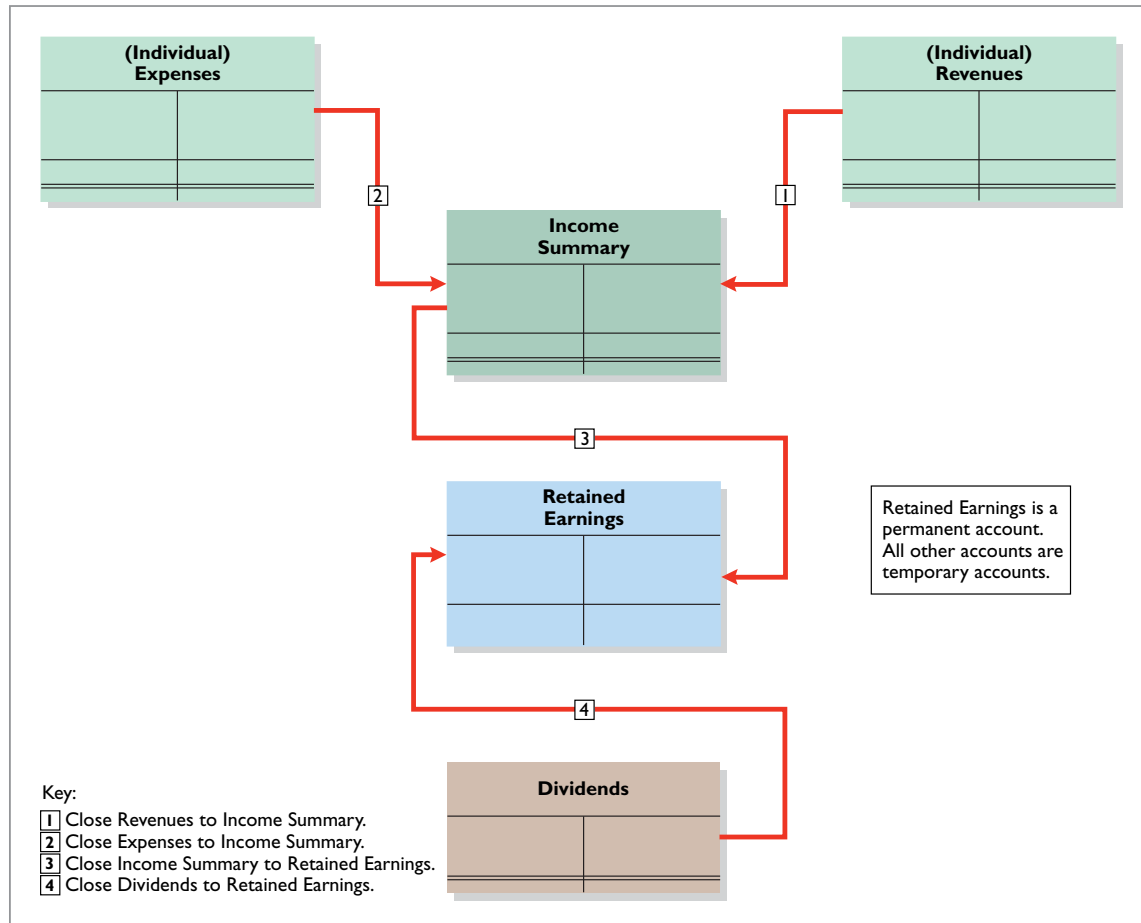 (Individual)
Expenses
(Individual)
Revenues
2
1
Income
Summary
3
Retained
Earnings
Retained Earnings is a
permanent account.
All other accounts are
temporary accounts.
4
Dividends
Key:
1 Close Revenues to Income Summary.
2 Close Expenses to Income Summary.
3 Close Income Summary to Retained Earnings.
4 Close Dividends to Retained Earnings.